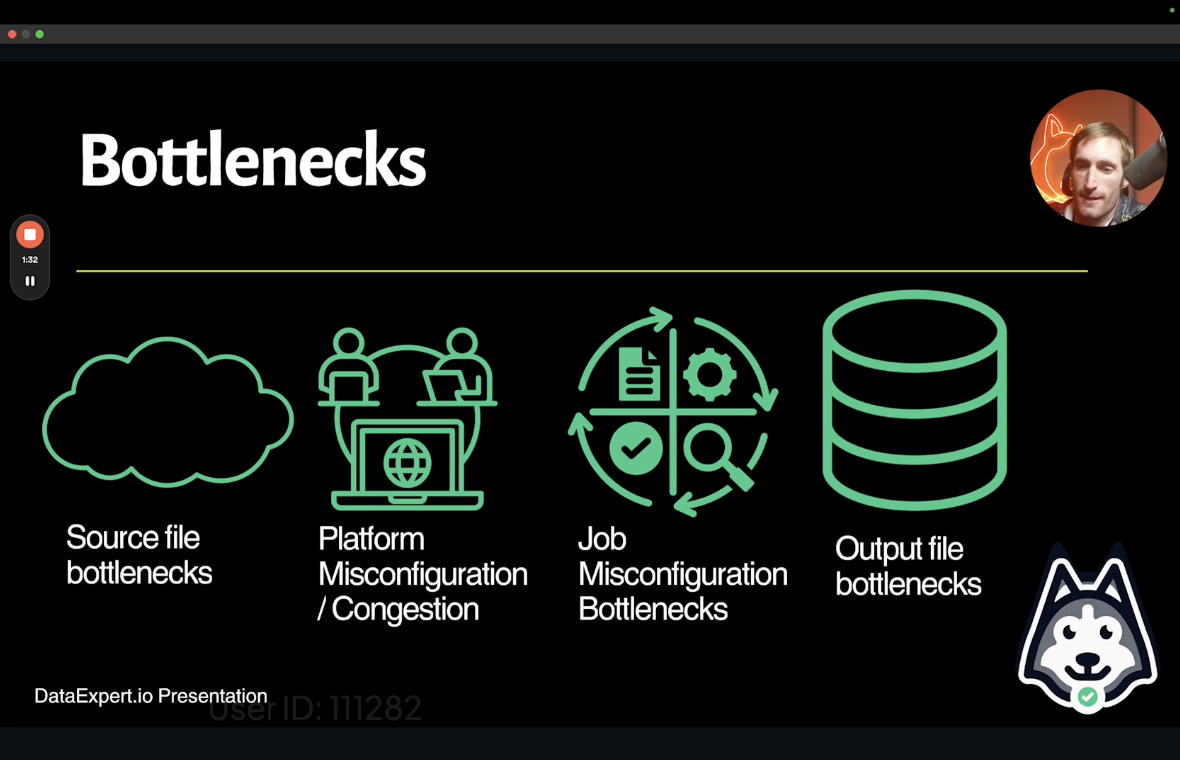 Bottlenecks
1:32
Source file
bottlenecks
Platform
Misconfiguration
/ Congestion
Job
Misconfiguration
Bottlenecks
Output file
bottlenecks
DataExpert.io Presentation
User ID: 111282